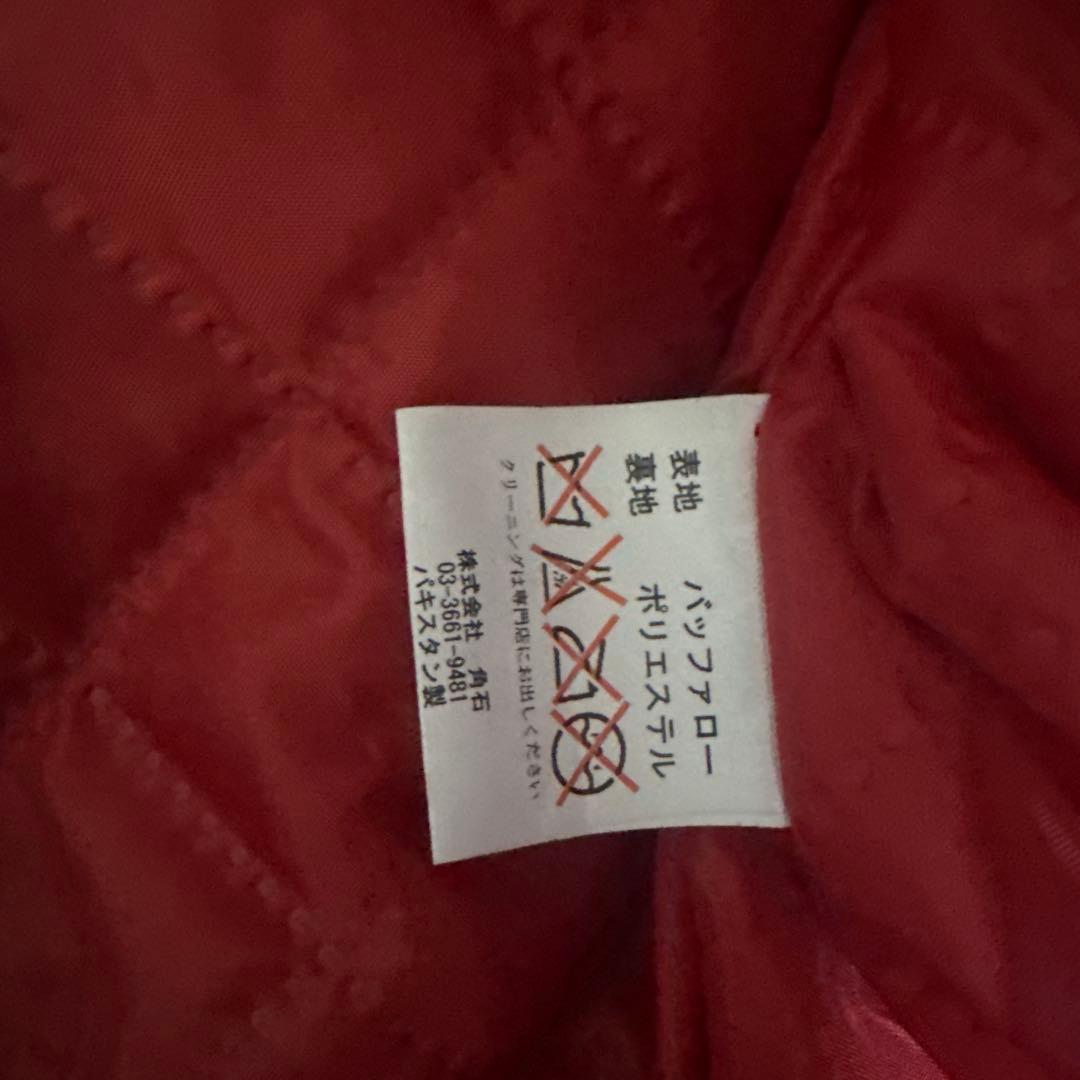 表地 バッファロー
裏地 ポリエステル
クリーニングは専門店にお出しください
株式会社 角石
03-3661-9481
パキスタン製